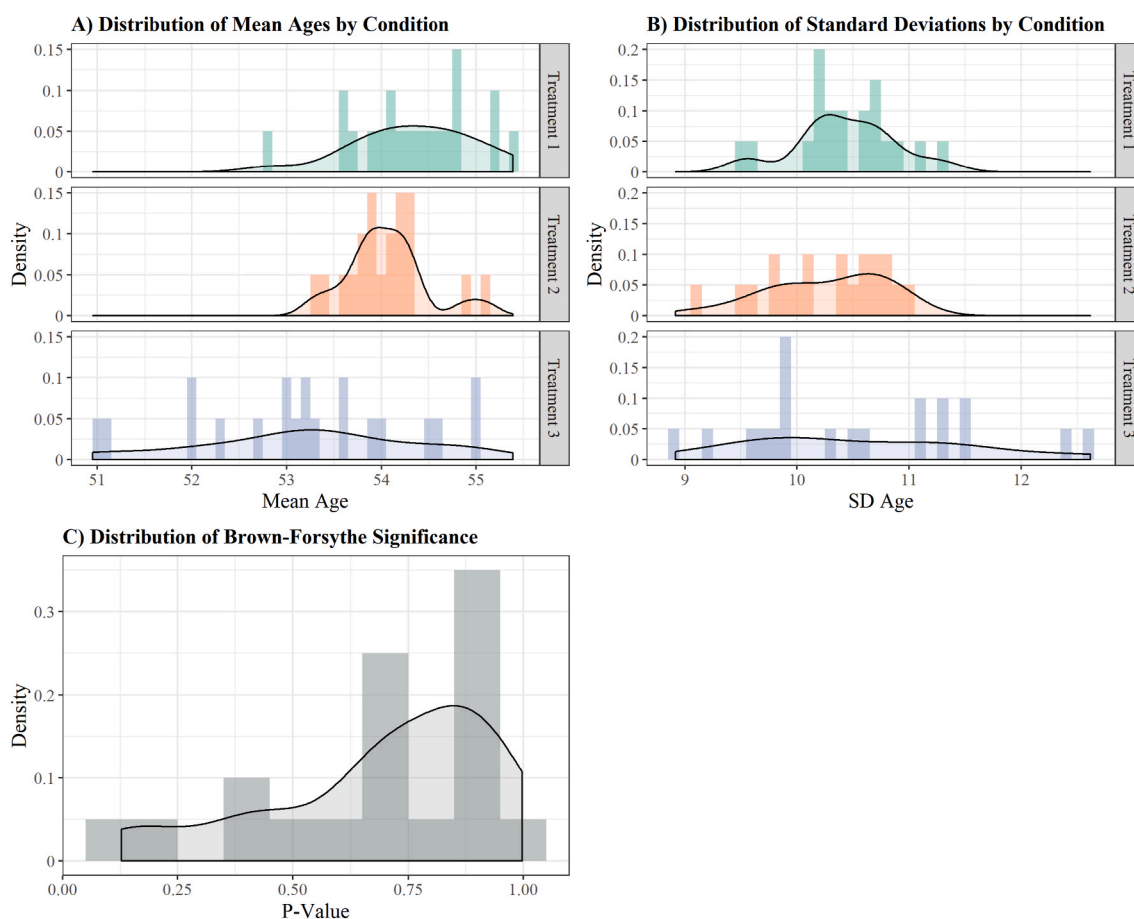 A) Distribution of Mean Ages by Condition
0.15
0.1
0.05
0
Treatment 1
0.15
0.1
0.05
0
Treatment 2
0.15
0.1
0.05
0
Treatment 3
Density
51 52 53 54 55
Mean Age
B) Distribution of Standard Deviations by Condition
0.2
0.15
0.1
0.05
0
Treatment 1
0.2
0.15
0.1
0.05
0
Treatment 2
0.2
0.15
0.1
0.05
0
Treatment 3
Density
9 10 11 12
SD Age
C) Distribution of Brown-Forsythe Significance
0.3
0.2
0.1
0
Density
0.00 0.25 0.50 0.75 1.00
P-Value